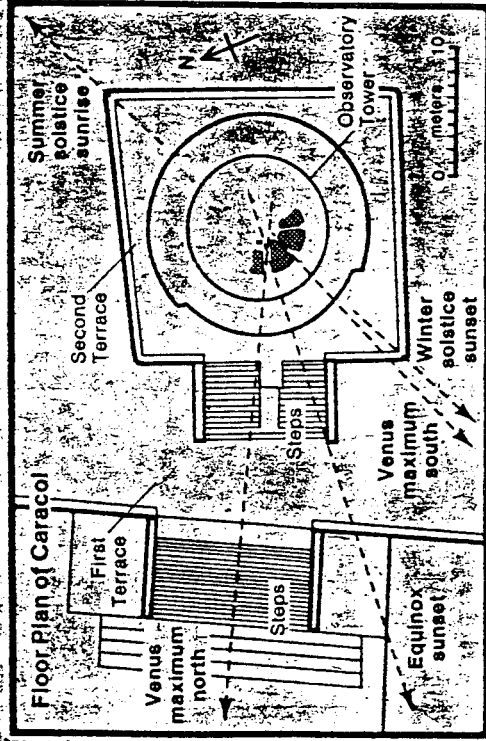 Floor Plan of Caracol
First
Terrace
Second
Terrace
Summer
solstice
sunrise
N
Steps
Venus
maximum
north
Steps
Observatory
Tower
Equinox
sunset
Venus
maximum
south
Winter
solstice
sunset
0 meters 10